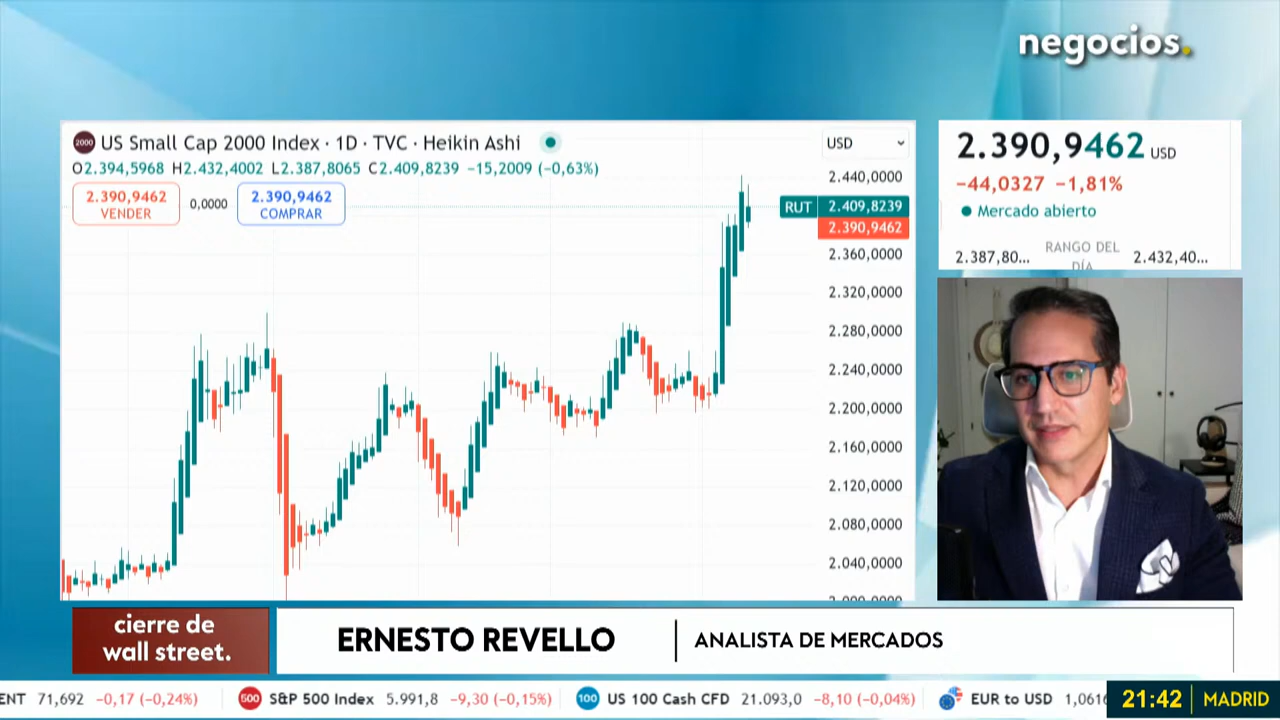 negocios.
2000 US Small Cap 2000 Index · 1D · TVC · Heikin Ashi
O2.394,5968 H2.432,4002 L2.387,8065 C2.409,8239 −15,2009 (−0,63%)
2.390,9462
VENDER
0,0000
2.390,9462
COMPRAR
USD
2.440,0000
RUT 2.409,8239
2.390,9462
2.360,0000
2.320,0000
2.280,0000
2.240,0000
2.200,0000
2.160,0000
2.120,0000
2.080,0000
2.040,0000
2.390,9462 USD
−44,0327 −1,81%
Mercado abierto
2.387,80... RANGO DEL DÍA 2.432,40...
cierre de
wall street.
ERNESTO REVELLO
ANALISTA DE MERCADOS
ENT 71,692 −0,17 (−0,24%) 500 S&P 500 Index 5.991,8 −9,30 (−0,15%) 100 US 100 Cash CFD 21.093,0 −8,10 (−0,04%) EUR to USD 1,0616
21:42 MADRID